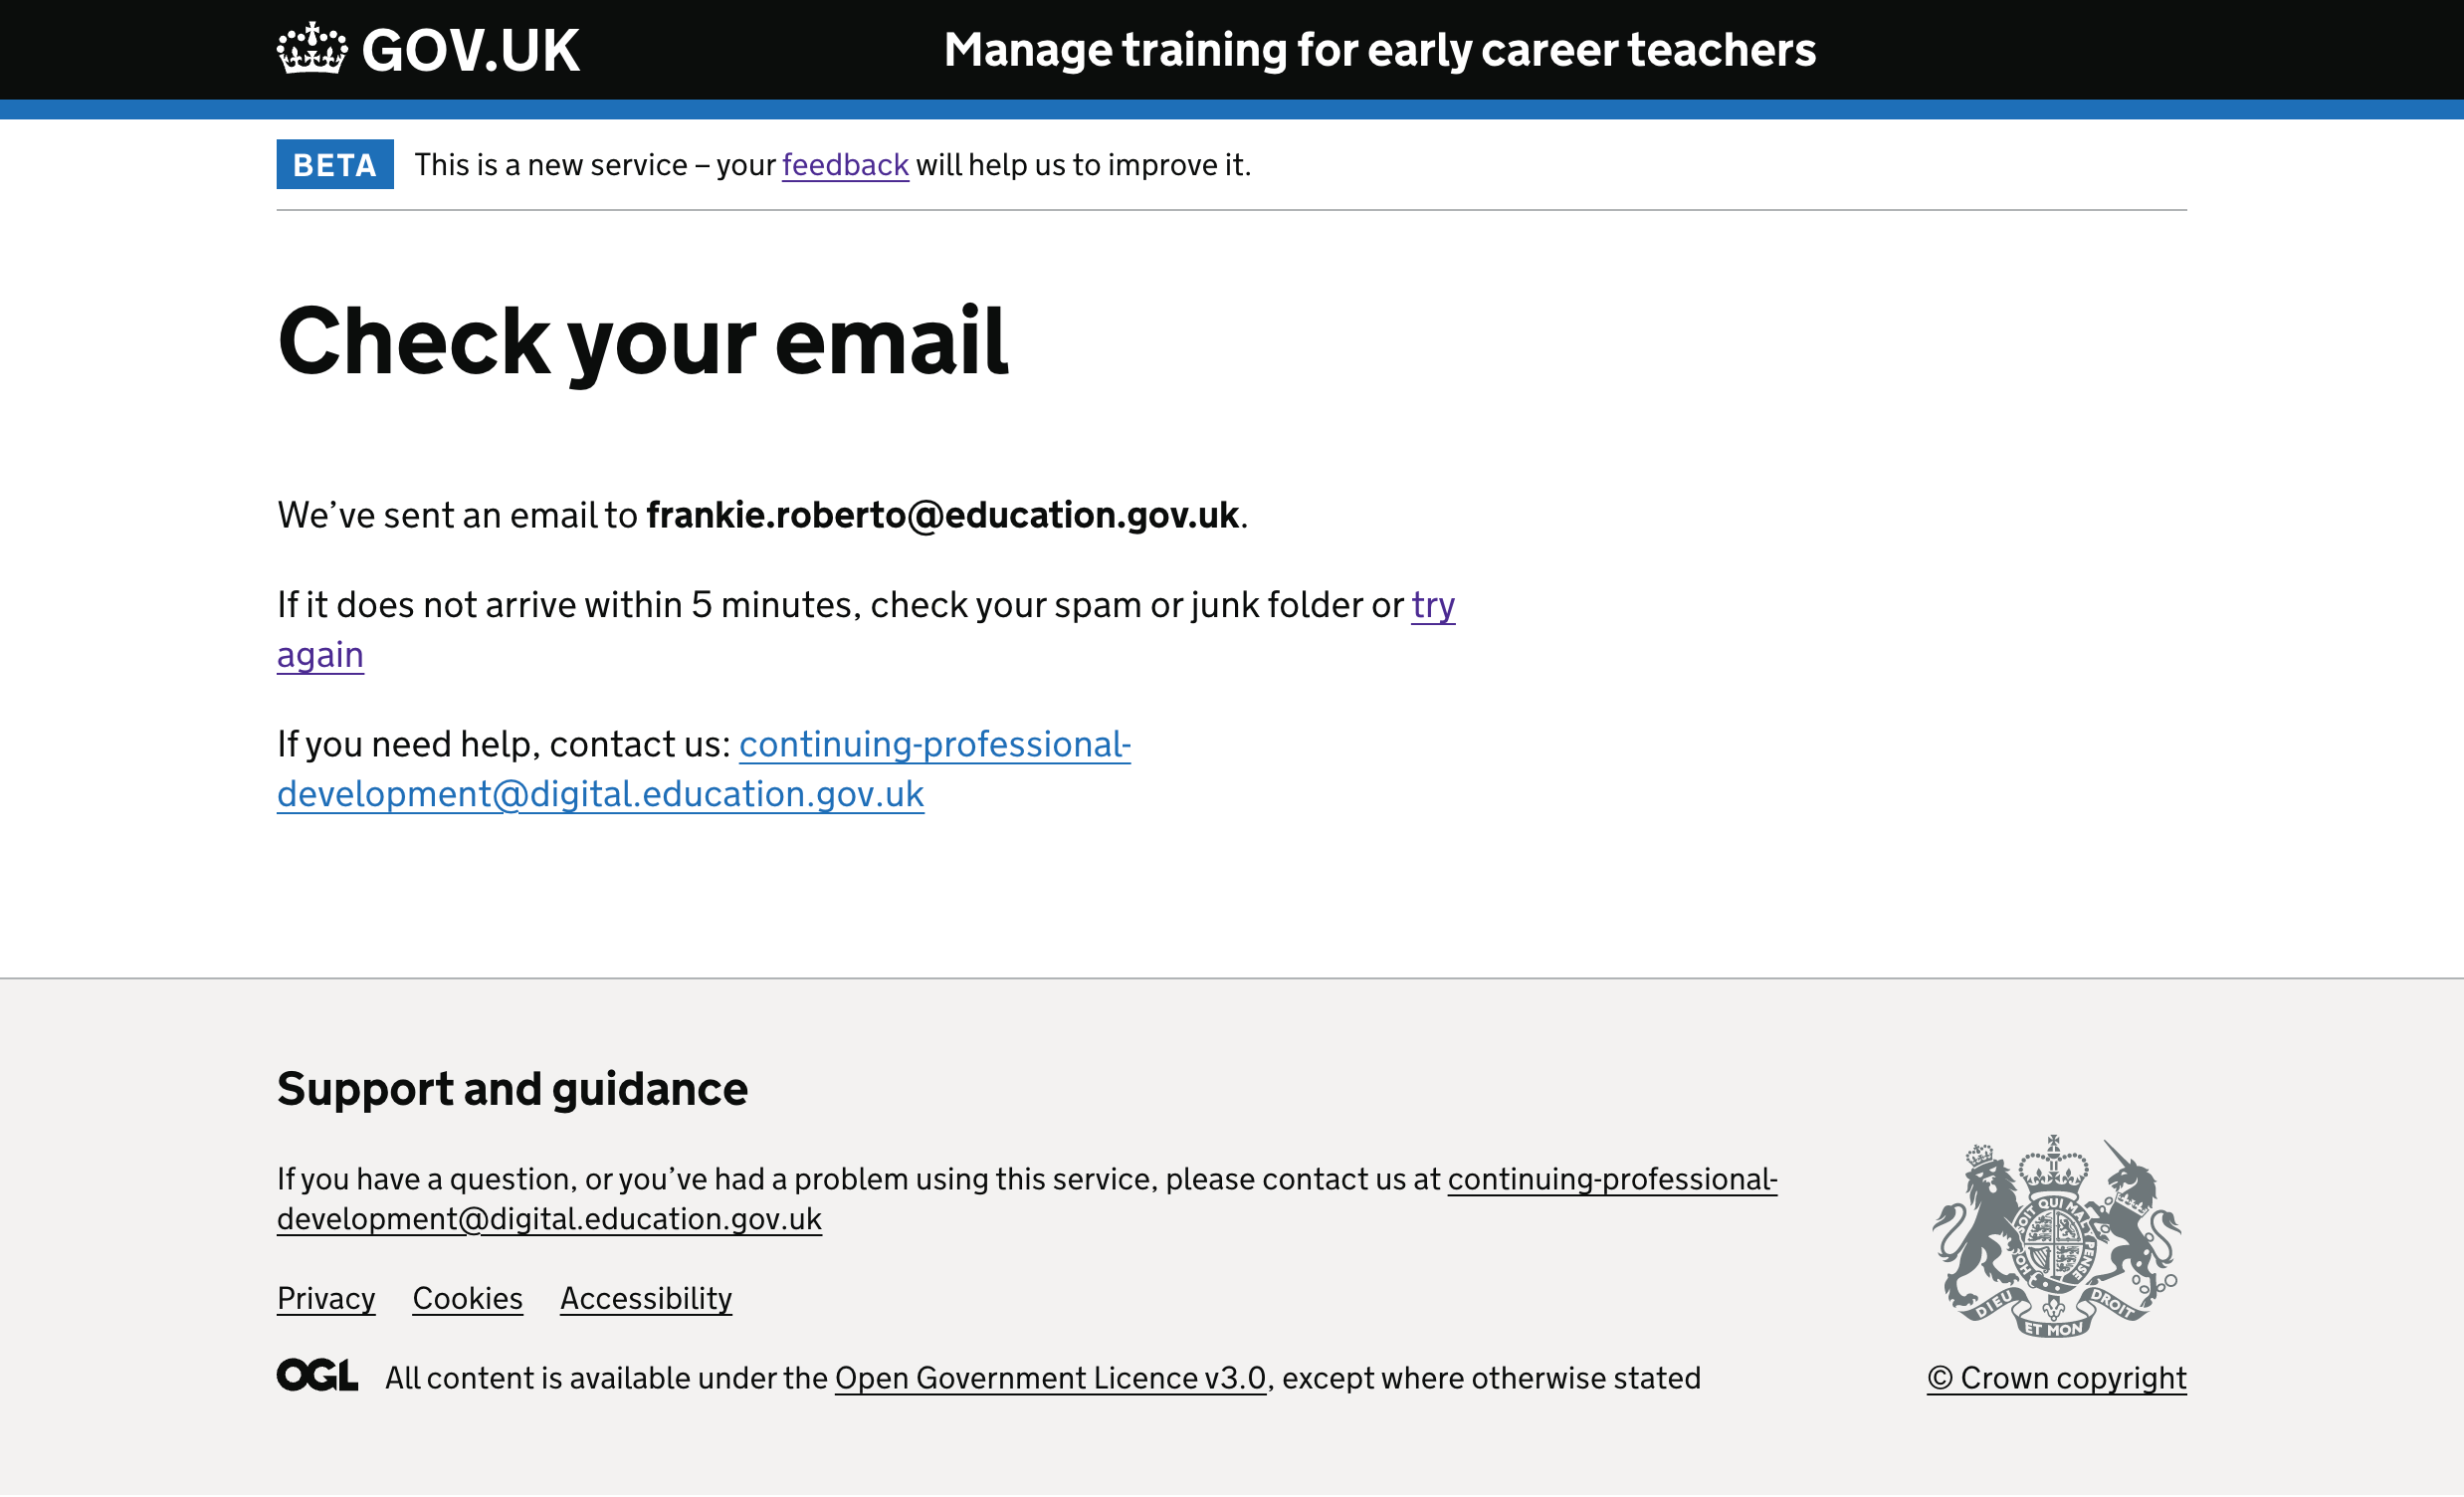 GOV.UK
Manage training for early career teachers
BETA This is a new service – your feedback will help us to improve it.
Check your email
We’ve sent an email to frankie.roberto@education.gov.uk.
If it does not arrive within 5 minutes, check your spam or junk folder or try
again
If you need help, contact us: continuing-professional-
development@digital.education.gov.uk
Support and guidance
If you have a question, or you’ve had a problem using this service, please contact us at continuing-professional-
development@digital.education.gov.uk
Privacy Cookies Accessibility
HONI SOIT QUI MAL Y PENSE
DIEU ET MON DROIT
OGL All content is available under the Open Government Licence v3.0, except where otherwise stated
© Crown copyright